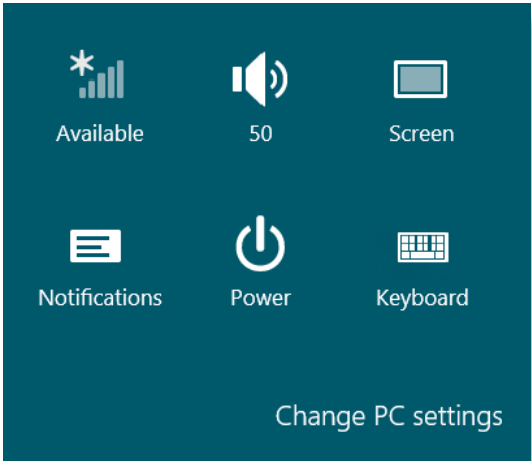 Available
50
Screen
Notifications
Power
Keyboard
Change PC settings